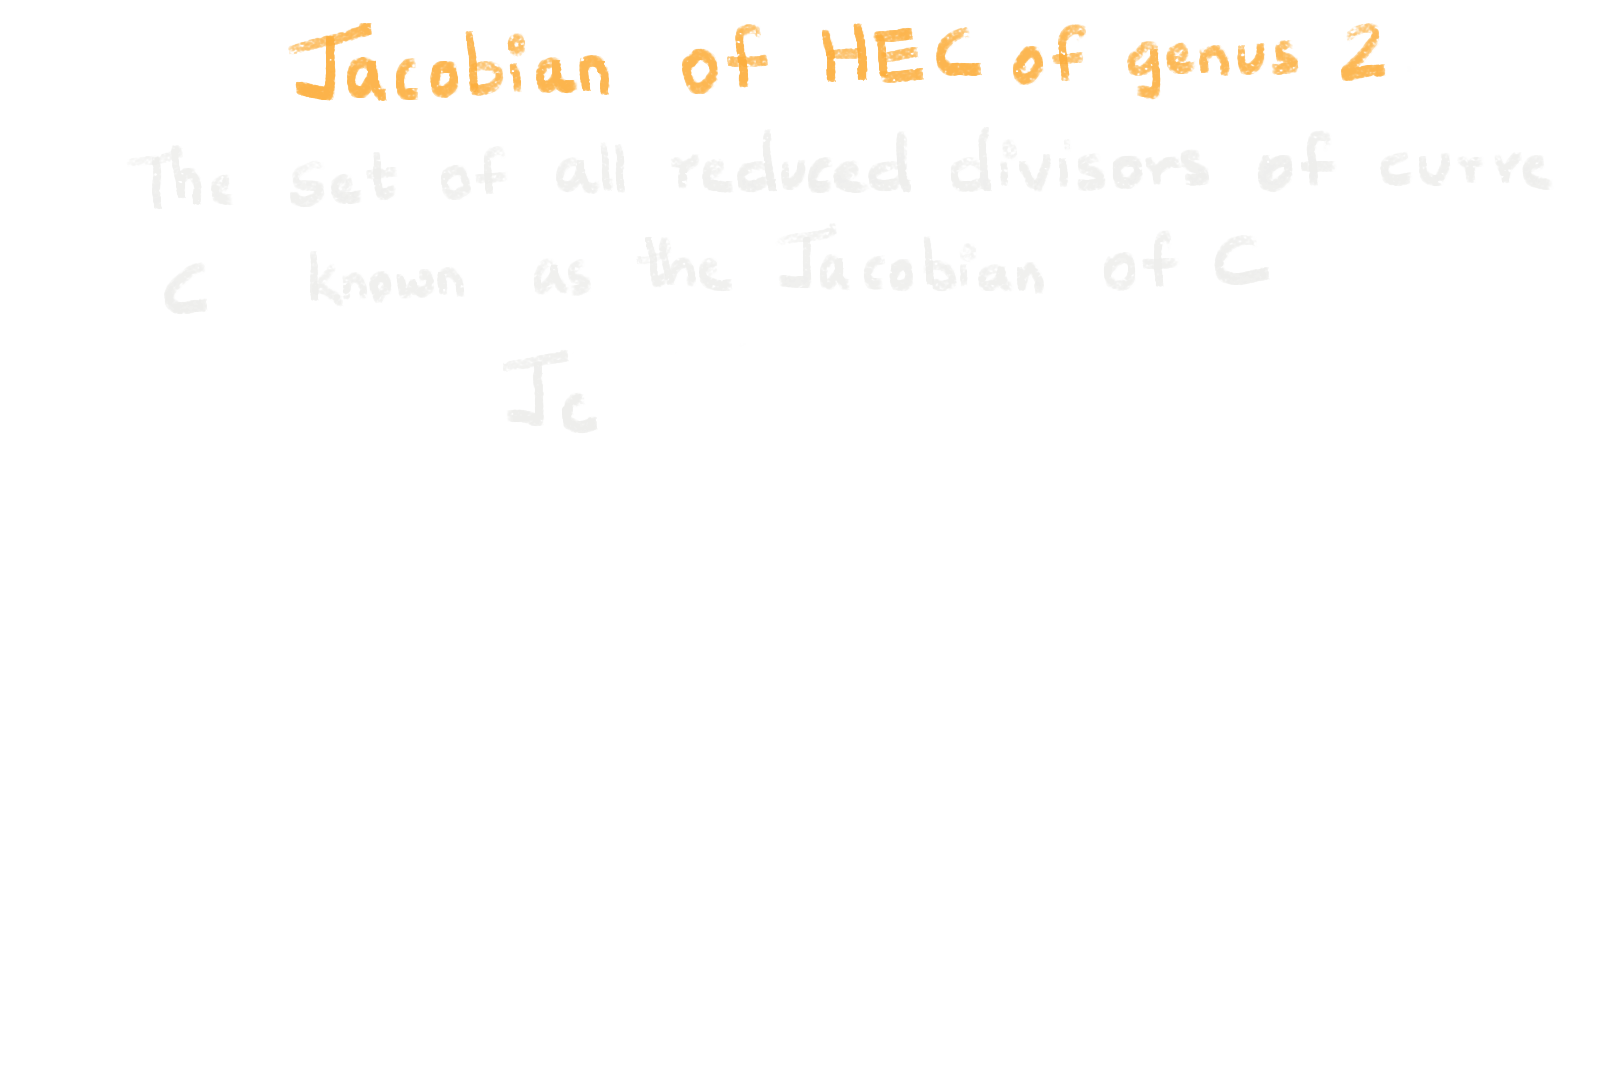 Jacobian of HEC of genus 2
The set of all reduced divisors of curve
C known as the Jacobian of C
Jc